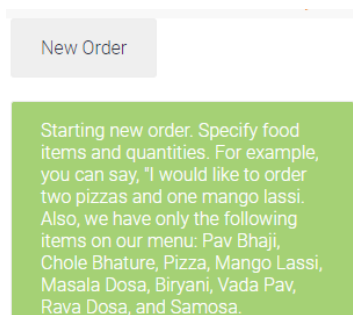 New Order
Starting new order. Specify food
items and quantities. For example,
you can say, "I would like to order
two pizzas and one mango lassi.
Also, we have only the following
items on our menu: Pav Bhaji,
Chole Bhature, Pizza, Mango Lassi,
Masala Dosa, Biryani, Vada Pav,
Rava Dosa, and Samosa.